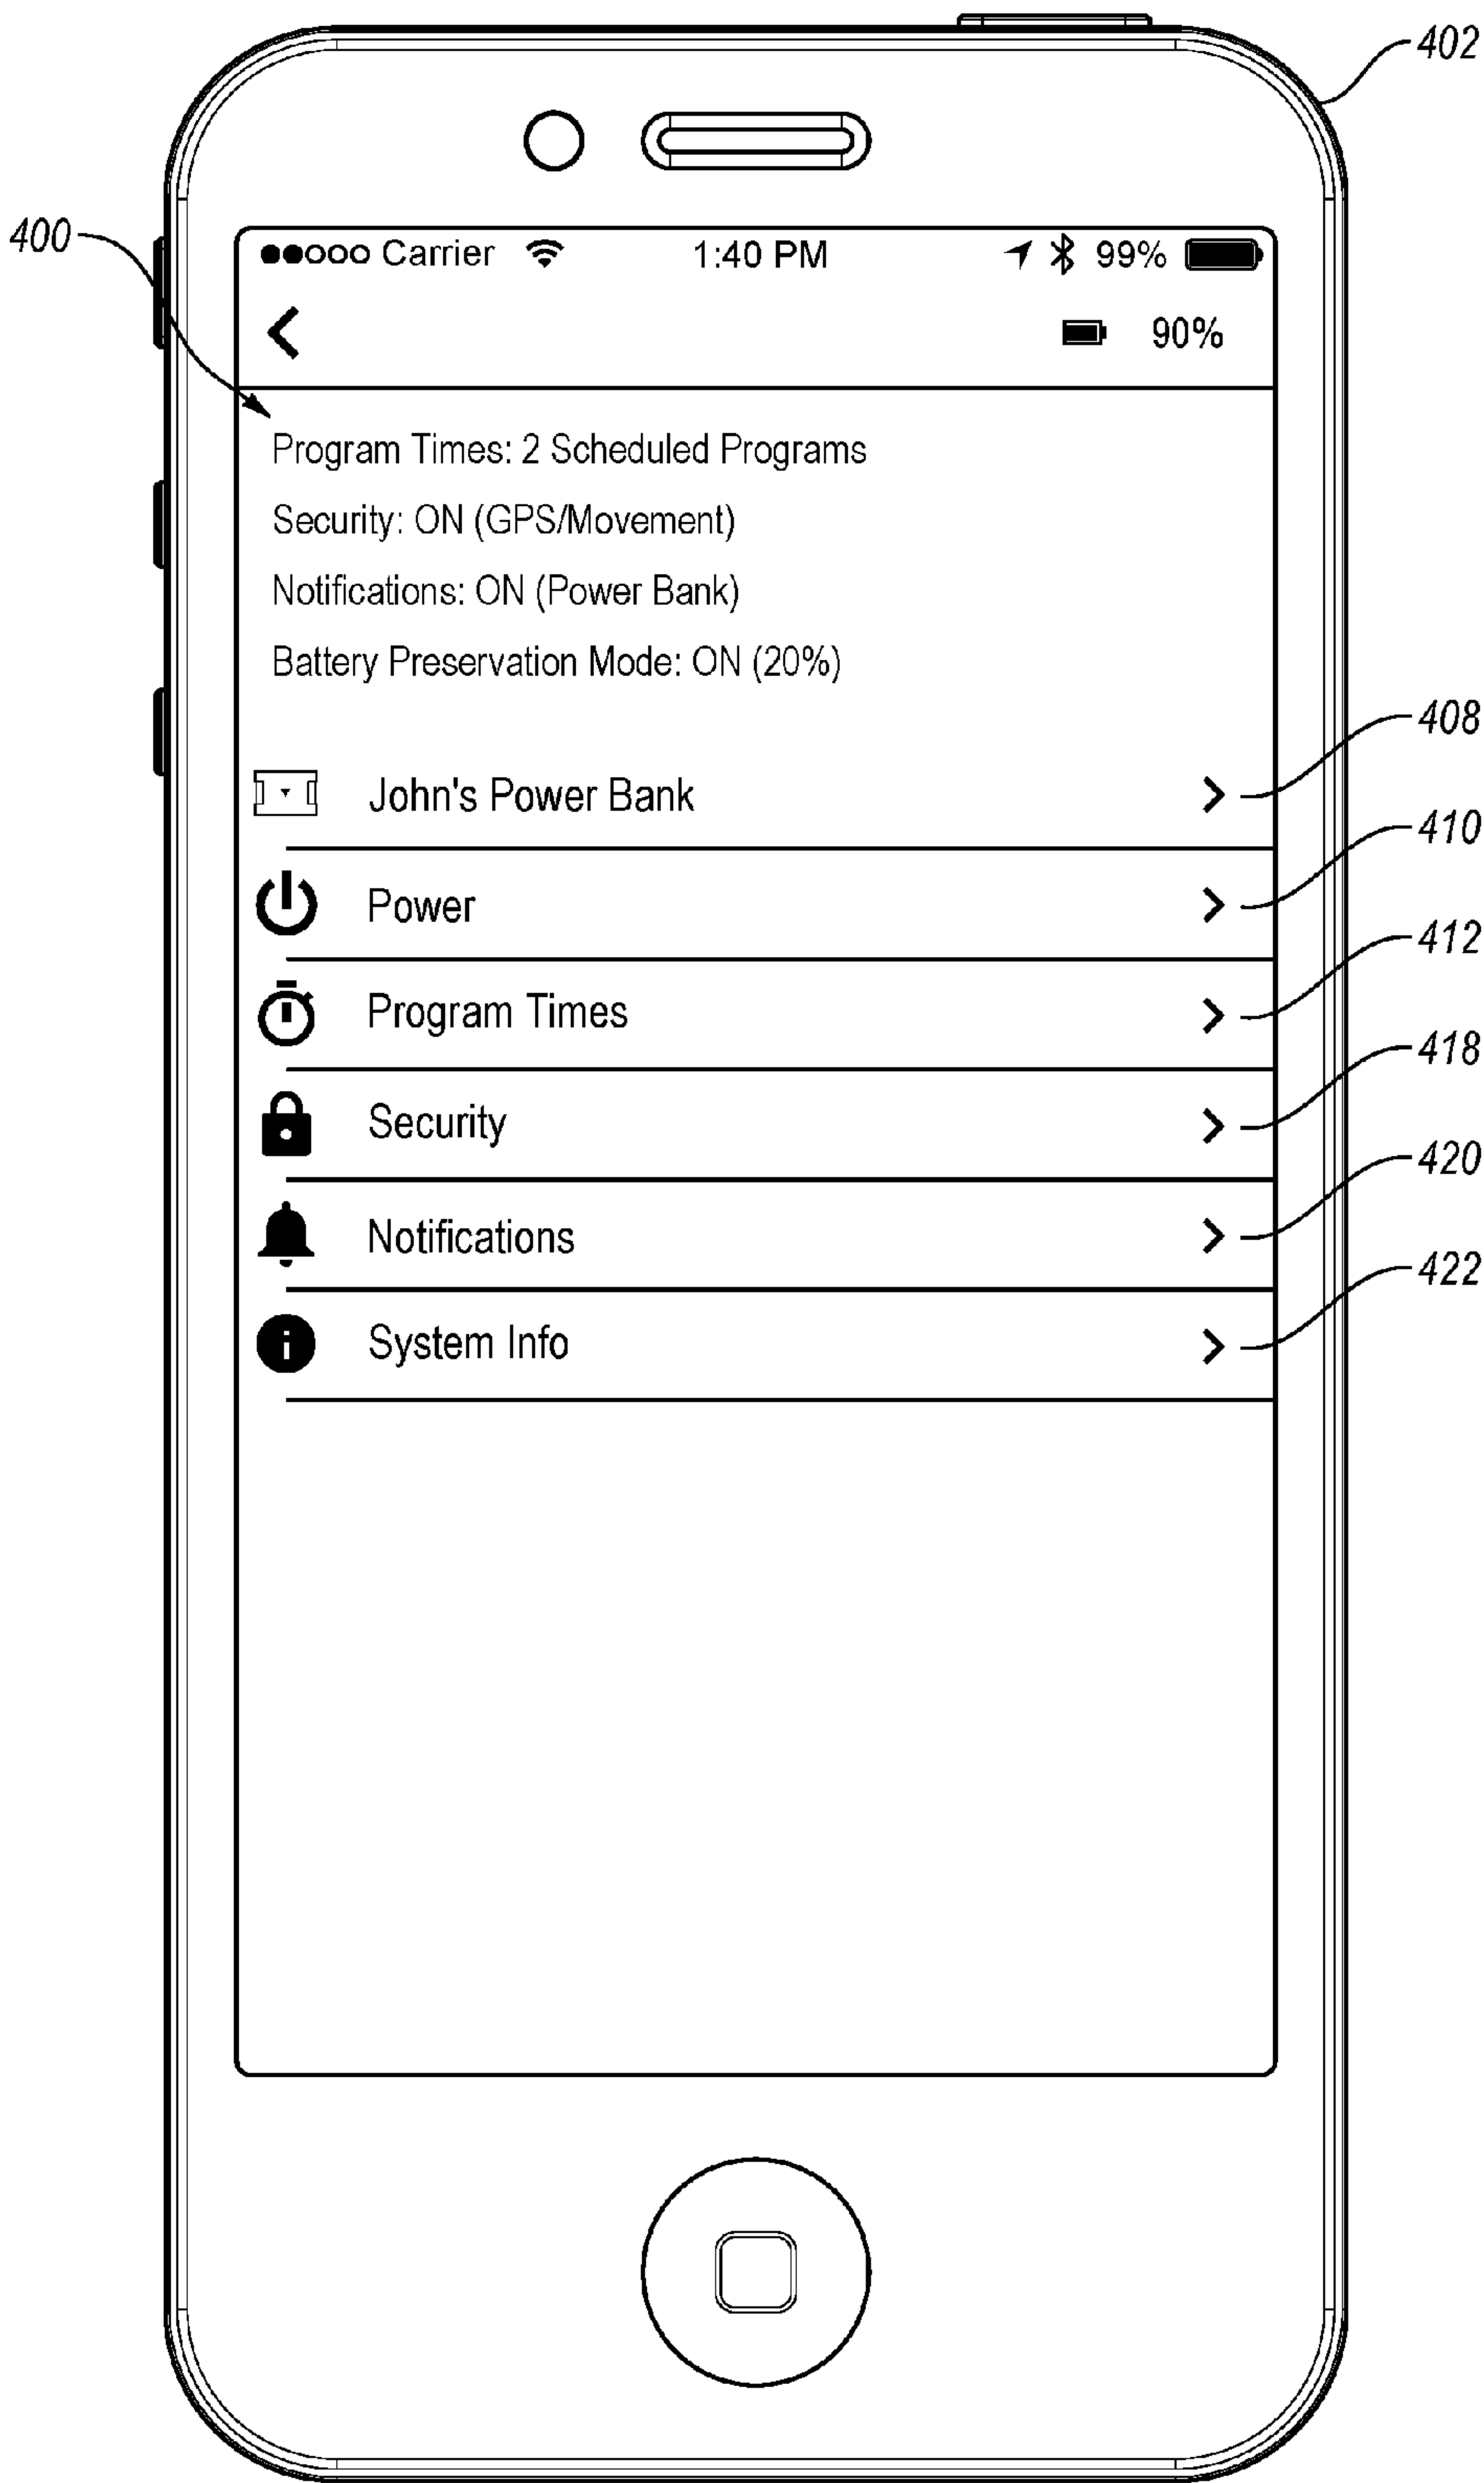 402
400
Carrier 1:40 PM 99%
90%
Program Times: 2 Scheduled Programs
Security: ON (GPS/Movement)
Notifications: ON (Power Bank)
Battery Preservation Mode: ON (20%)
408
John's Power Bank
410
Power
412
Program Times
418
Security
420
Notifications
422
System Info